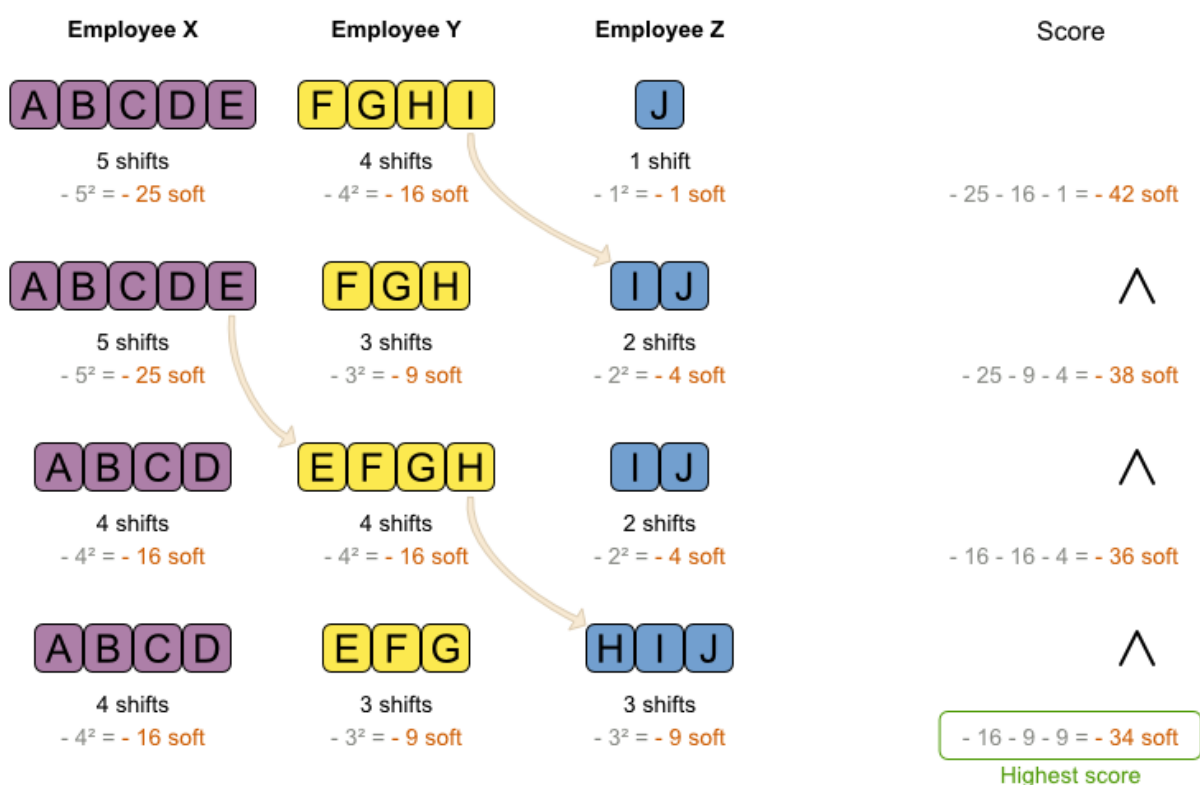 Employee X Employee Y Employee Z Score
A B C D E F G H I J
5 shifts 4 shifts 1 shift
- 5² = - 25 soft - 4² = - 16 soft - 1² = - 1 soft - 25 - 16 - 1 = - 42 soft
A B C D E F G H I J
5 shifts 3 shifts 2 shifts
- 5² = - 25 soft - 3² = - 9 soft - 2² = - 4 soft - 25 - 9 - 4 = - 38 soft
A B C D E F G H I J
4 shifts 4 shifts 2 shifts
- 4² = - 16 soft - 4² = - 16 soft - 2² = - 4 soft - 16 - 16 - 4 = - 36 soft
A B C D E F G H I J
4 shifts 3 shifts 3 shifts
- 4² = - 16 soft - 3² = - 9 soft - 3² = - 9 soft - 16 - 9 - 9 = - 34 soft
Highest score